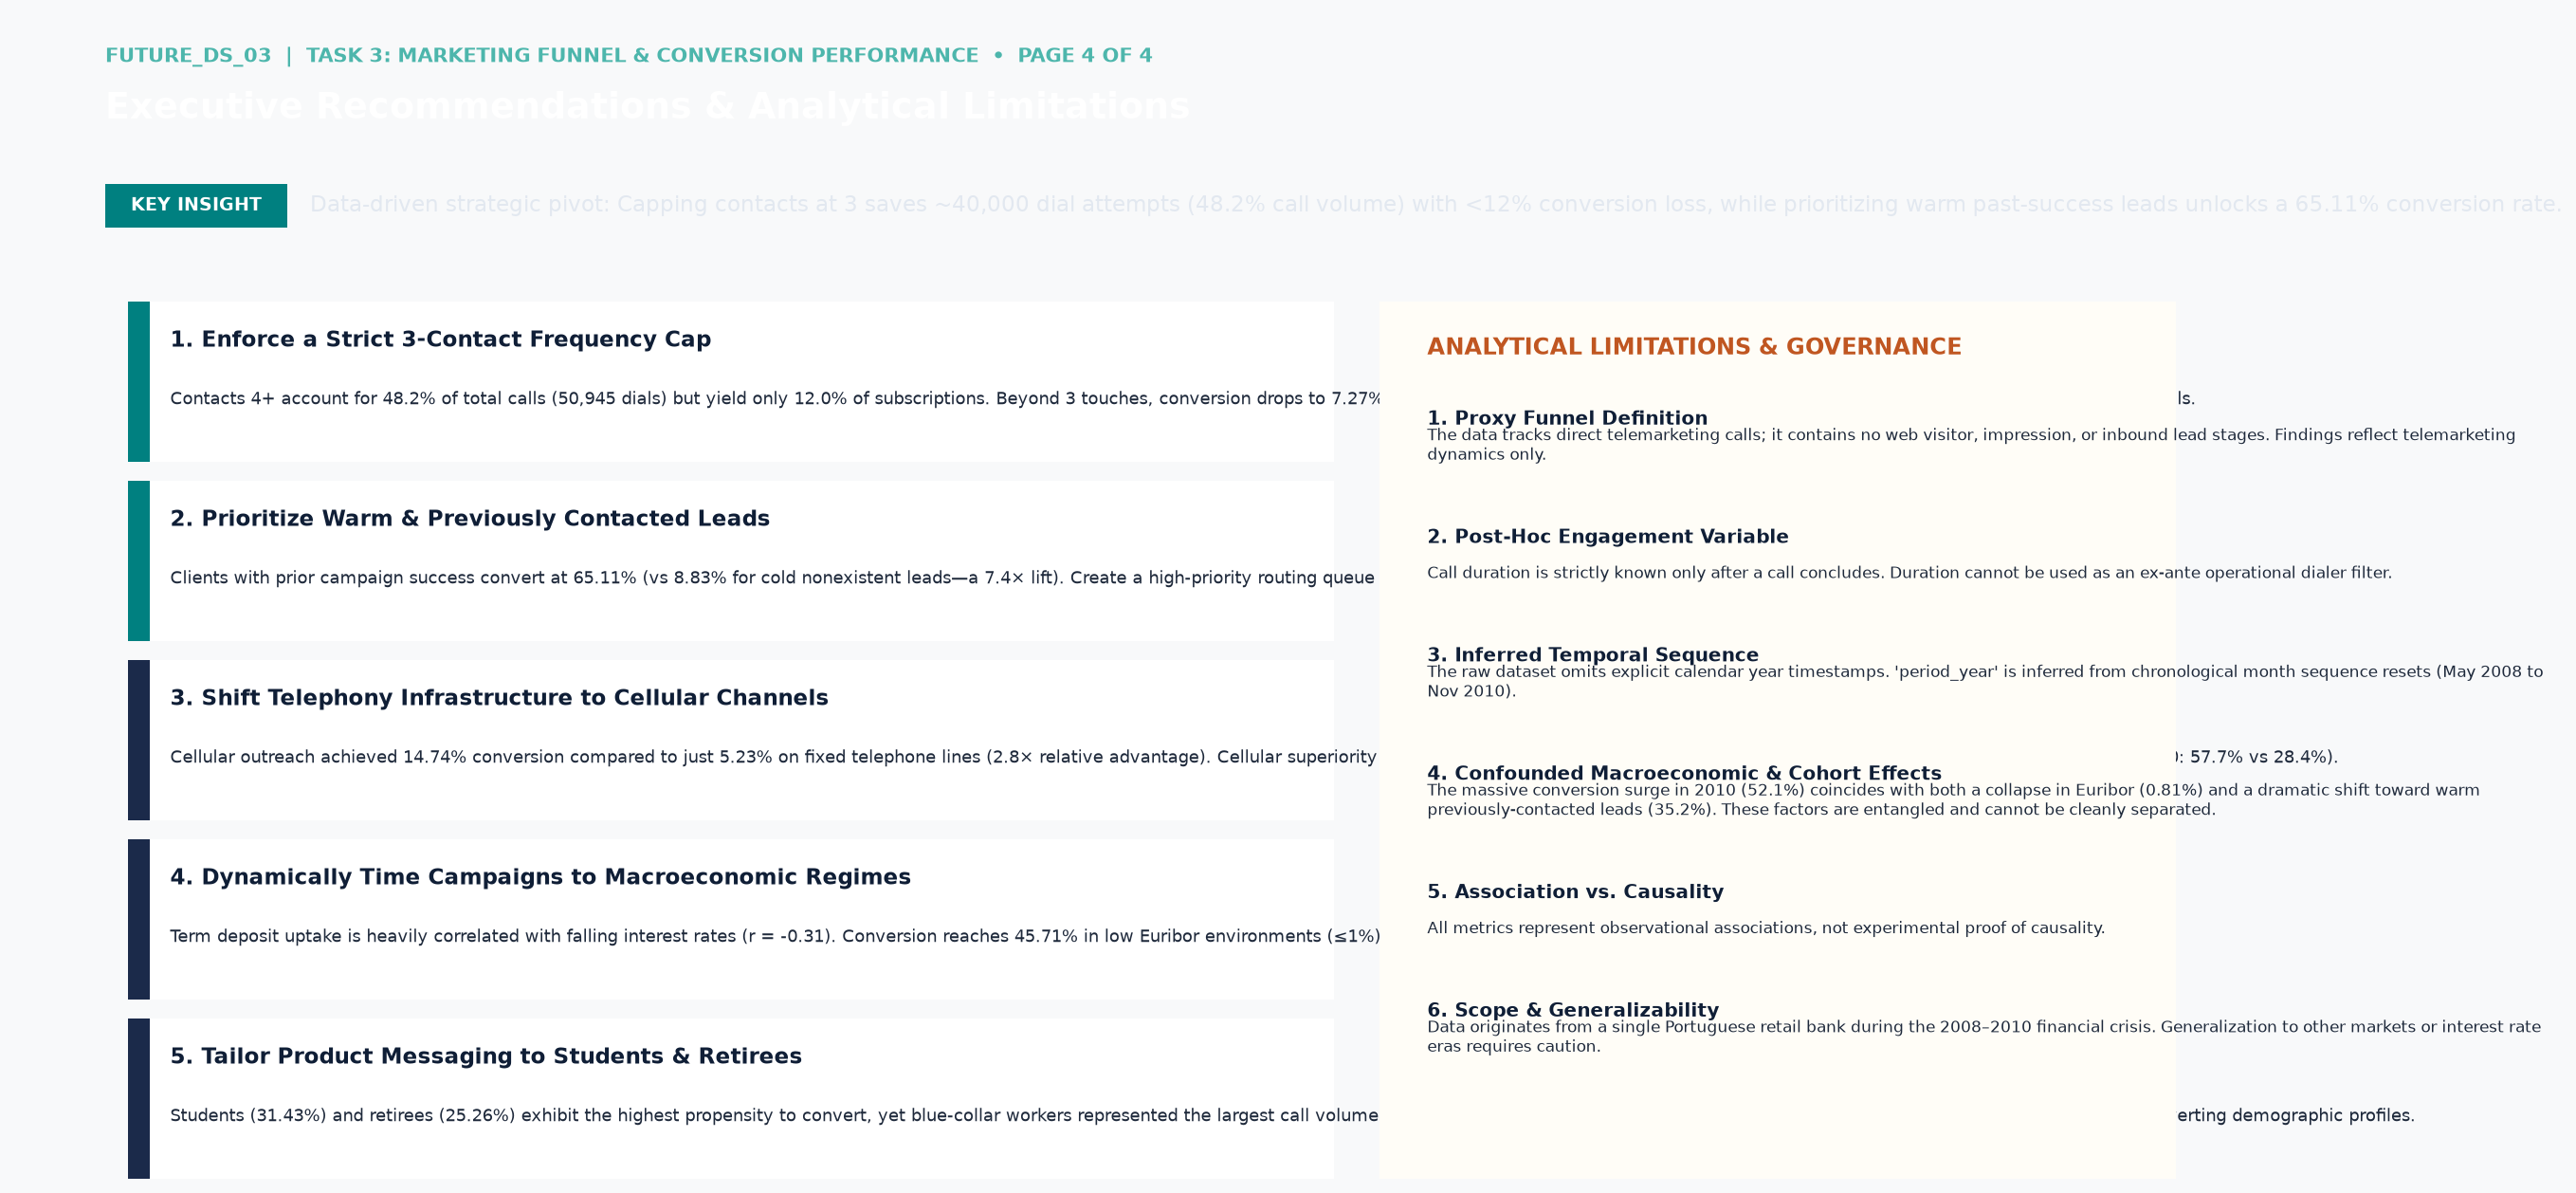 FUTURE_DS_03 | TASK 3: MARKETING FUNNEL & CONVERSION PERFORMANCE • PAGE 4 OF 4
Executive Recommendations & Analytical Limitations
KEY INSIGHT
Data-driven strategic pivot: Capping contacts at 3 saves ~40,000 dial attempts (48.2% call volume) with <12% conversion loss, while prioritizing warm past-success leads unlocks a 65.11% conversion rate.
1. Enforce a Strict 3-Contact Frequency Cap
Contacts 4+ account for 48.2% of total calls (50,945 dials) but yield only 12.0% of subscriptions. Beyond 3 touches, conversion drops to 7.27% ls.
2. Prioritize Warm & Previously Contacted Leads
Clients with prior campaign success convert at 65.11% (vs 8.83% for cold nonexistent leads—a 7.4× lift). Create a high-priority routing queue
3. Shift Telephony Infrastructure to Cellular Channels
Cellular outreach achieved 14.74% conversion compared to just 5.23% on fixed telephone lines (2.8× relative advantage). Cellular superiority : 57.7% vs 28.4%).
4. Dynamically Time Campaigns to Macroeconomic Regimes
Term deposit uptake is heavily correlated with falling interest rates (r = -0.31). Conversion reaches 45.71% in low Euribor environments (≤1%)
5. Tailor Product Messaging to Students & Retirees
Students (31.43%) and retirees (25.26%) exhibit the highest propensity to convert, yet blue-collar workers represented the largest call volume erting demographic profiles.
ANALYTICAL LIMITATIONS & GOVERNANCE
1. Proxy Funnel Definition
The data tracks direct telemarketing calls; it contains no web visitor, impression, or inbound lead stages. Findings reflect telemarketing
dynamics only.
2. Post-Hoc Engagement Variable
Call duration is strictly known only after a call concludes. Duration cannot be used as an ex-ante operational dialer filter.
3. Inferred Temporal Sequence
The raw dataset omits explicit calendar year timestamps. 'period_year' is inferred from chronological month sequence resets (May 2008 to
Nov 2010).
4. Confounded Macroeconomic & Cohort Effects
The massive conversion surge in 2010 (52.1%) coincides with both a collapse in Euribor (0.81%) and a dramatic shift toward warm
previously-contacted leads (35.2%). These factors are entangled and cannot be cleanly separated.
5. Association vs. Causality
All metrics represent observational associations, not experimental proof of causality.
6. Scope & Generalizability
Data originates from a single Portuguese retail bank during the 2008–2010 financial crisis. Generalization to other markets or interest rate
eras requires caution.